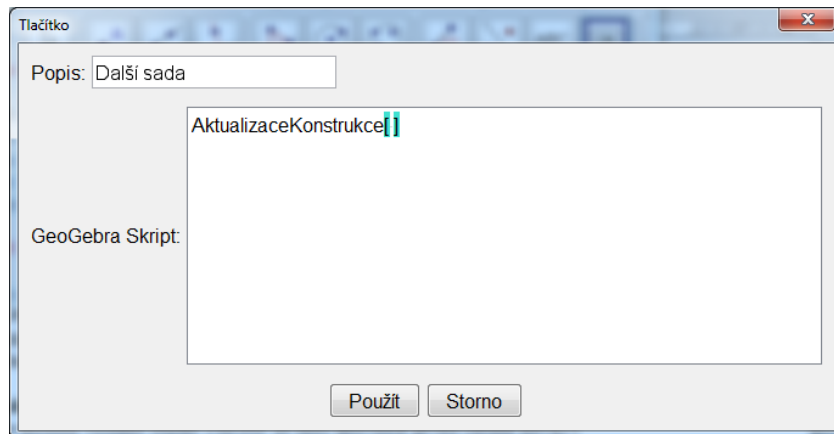 Tlačítko
Popis: Další sada
AktualizaceKonstrukce[ ]
GeoGebra Skript:
Použít Storno